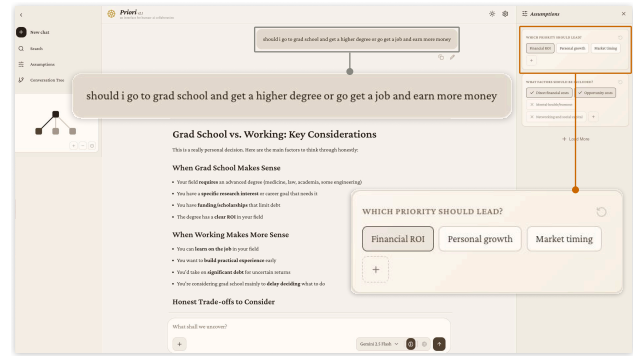 Priori
New chat
Search
Assumptions
Conversation Tree
should i go to grad school and get a higher degree or go get a job and earn more money
should i go to grad school and get a higher degree or go get a job and earn more money
Grad School vs. Working: Key Considerations
This is a really personal decision. Here are the main factors to think through honestly:
When Grad School Makes Sense
• Your field requires an advanced degree (medicine, law, academia, some engineering)
• You have a specific research interest or career goal that needs it
• You have funding/scholarships that limit debt
• The degree has a clear ROI in your field
When Working Makes More Sense
• You can learn on the job in your field
• You want to build practical experience early
• You'd take on significant debt for uncertain returns
• You're considering grad school mainly to delay deciding what to do
Honest Trade-offs to Consider
What shall we uncover?
+
Gemini 2.5 Flash
Assumptions
WHICH PRIORITY SHOULD LEAD?
Financial ROI Personal growth Market timing
+
Direct financial costs Opportunity costs
+
+ Load More
WHICH PRIORITY SHOULD LEAD?
Financial ROI Personal growth Market timing
+